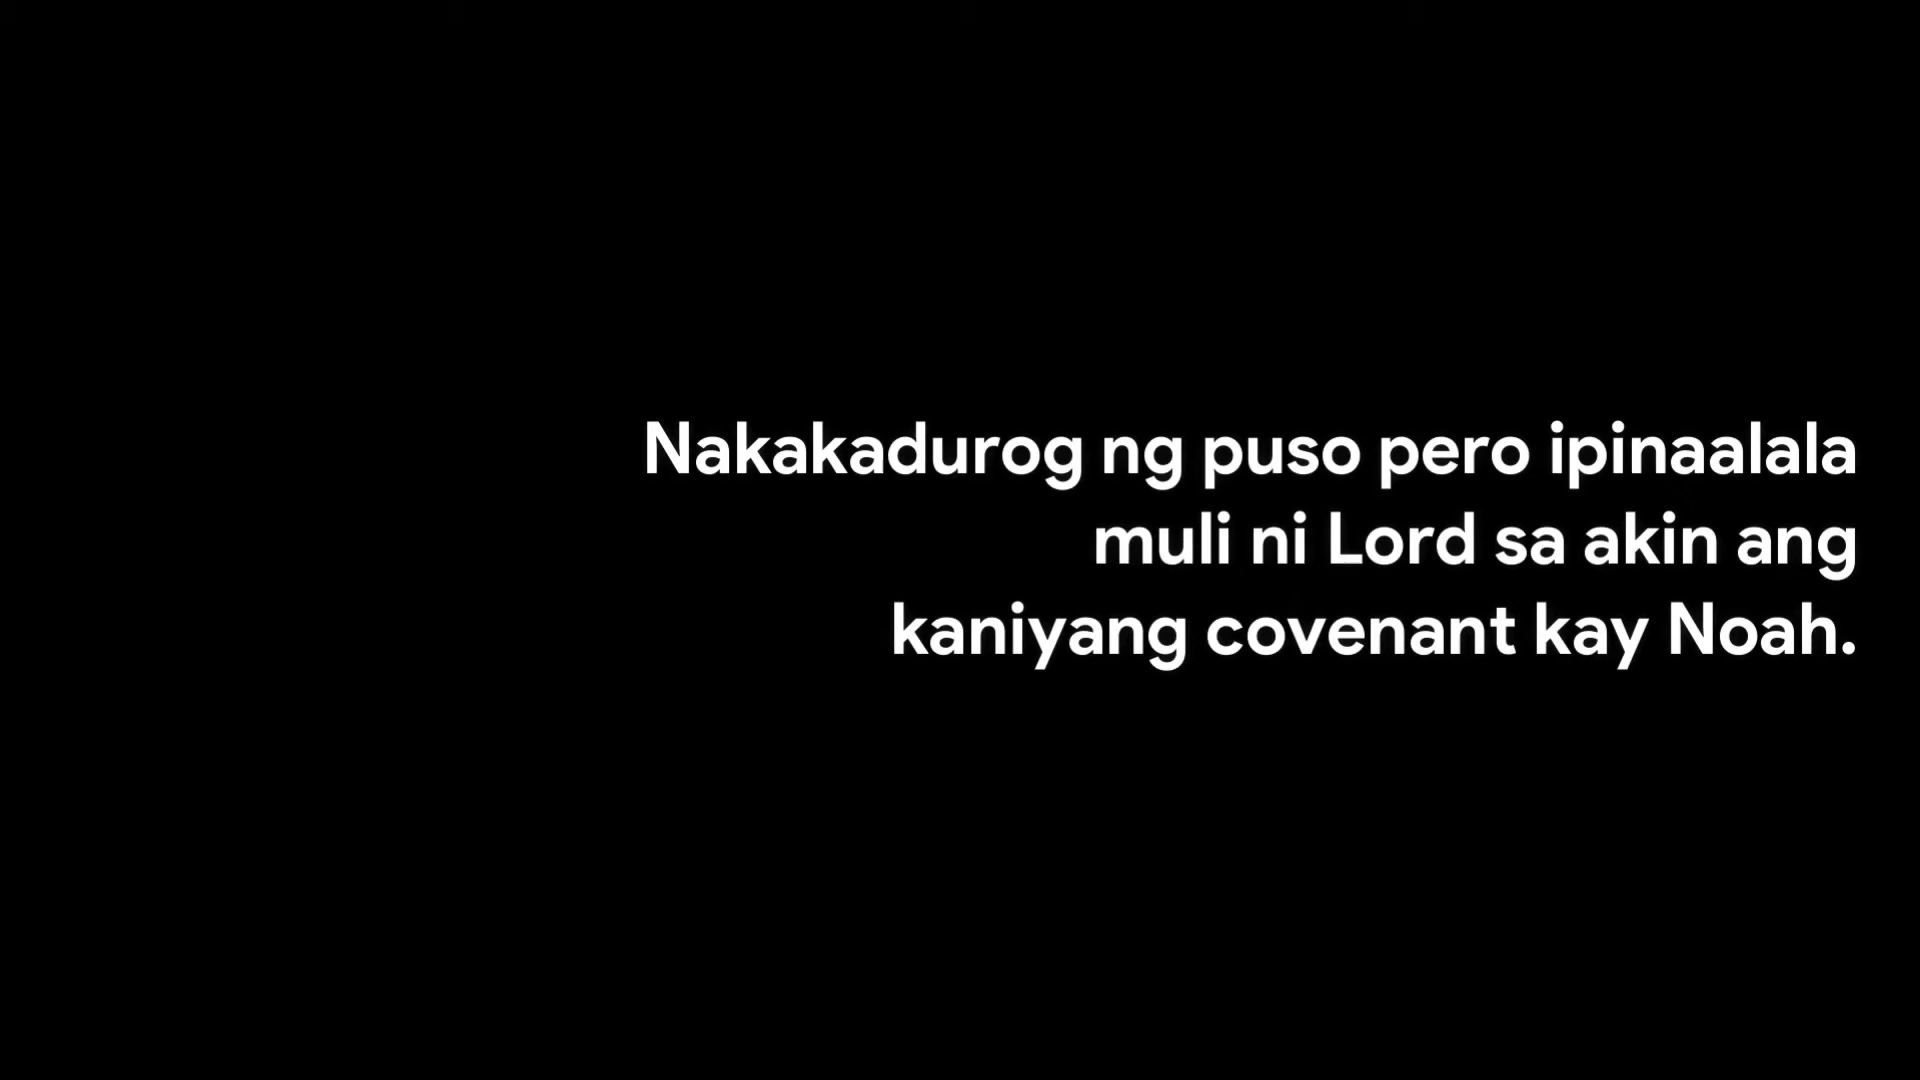 Nakakadurog ng puso pero ipinaalala
muli ni Lord sa akin ang
kaniyang covenant kay Noah.